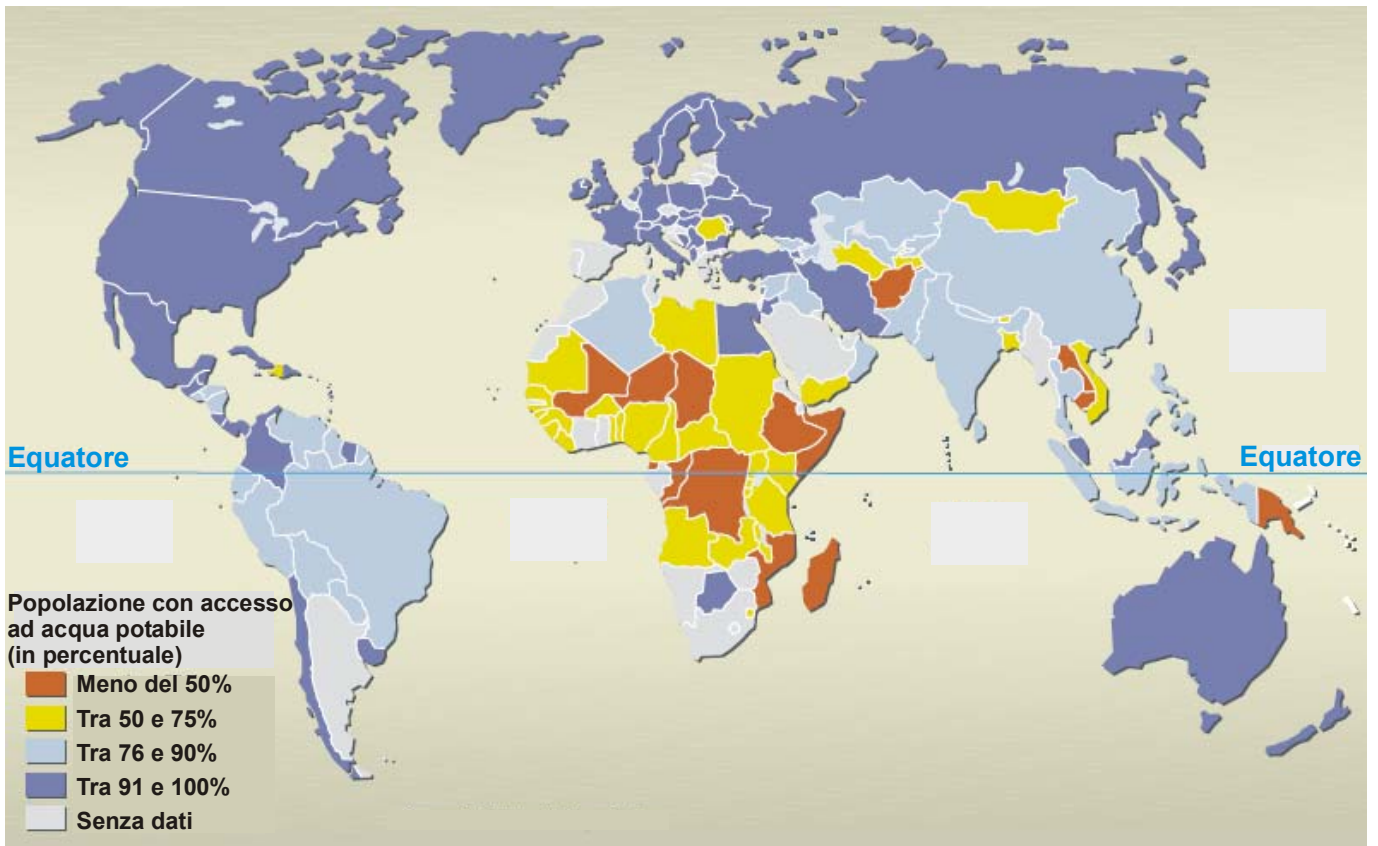 Equatore
Equatore
Popolazione con accesso
ad acqua potabile
(in percentuale)
Meno del 50%
Tra 50 e 75%
Tra 76 e 90%
Tra 91 e 100%
Senza dati